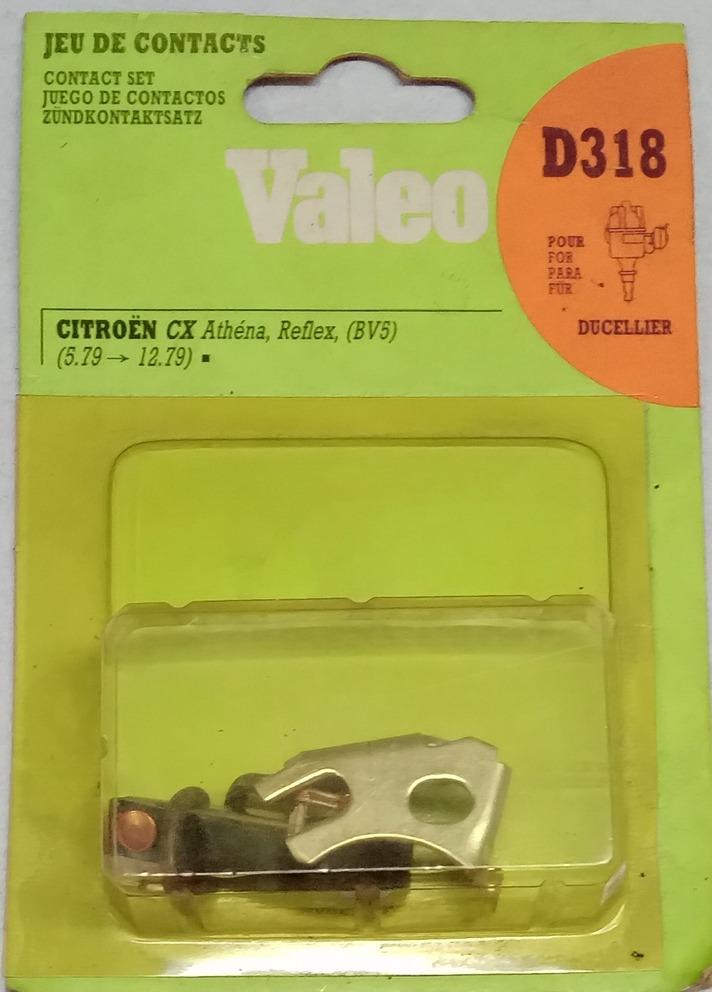 JEU DE CONTACTS
CONTACT SET
JUEGO DE CONTACTOS
ZÜNDKONTAKTSATZ
Valeo
D318
POUR
FOR
PARA
FÜR
DUCELLIER
CITROËN CX Athéna, Reflex, (BV5)
(5.79 → 12.79) ▪